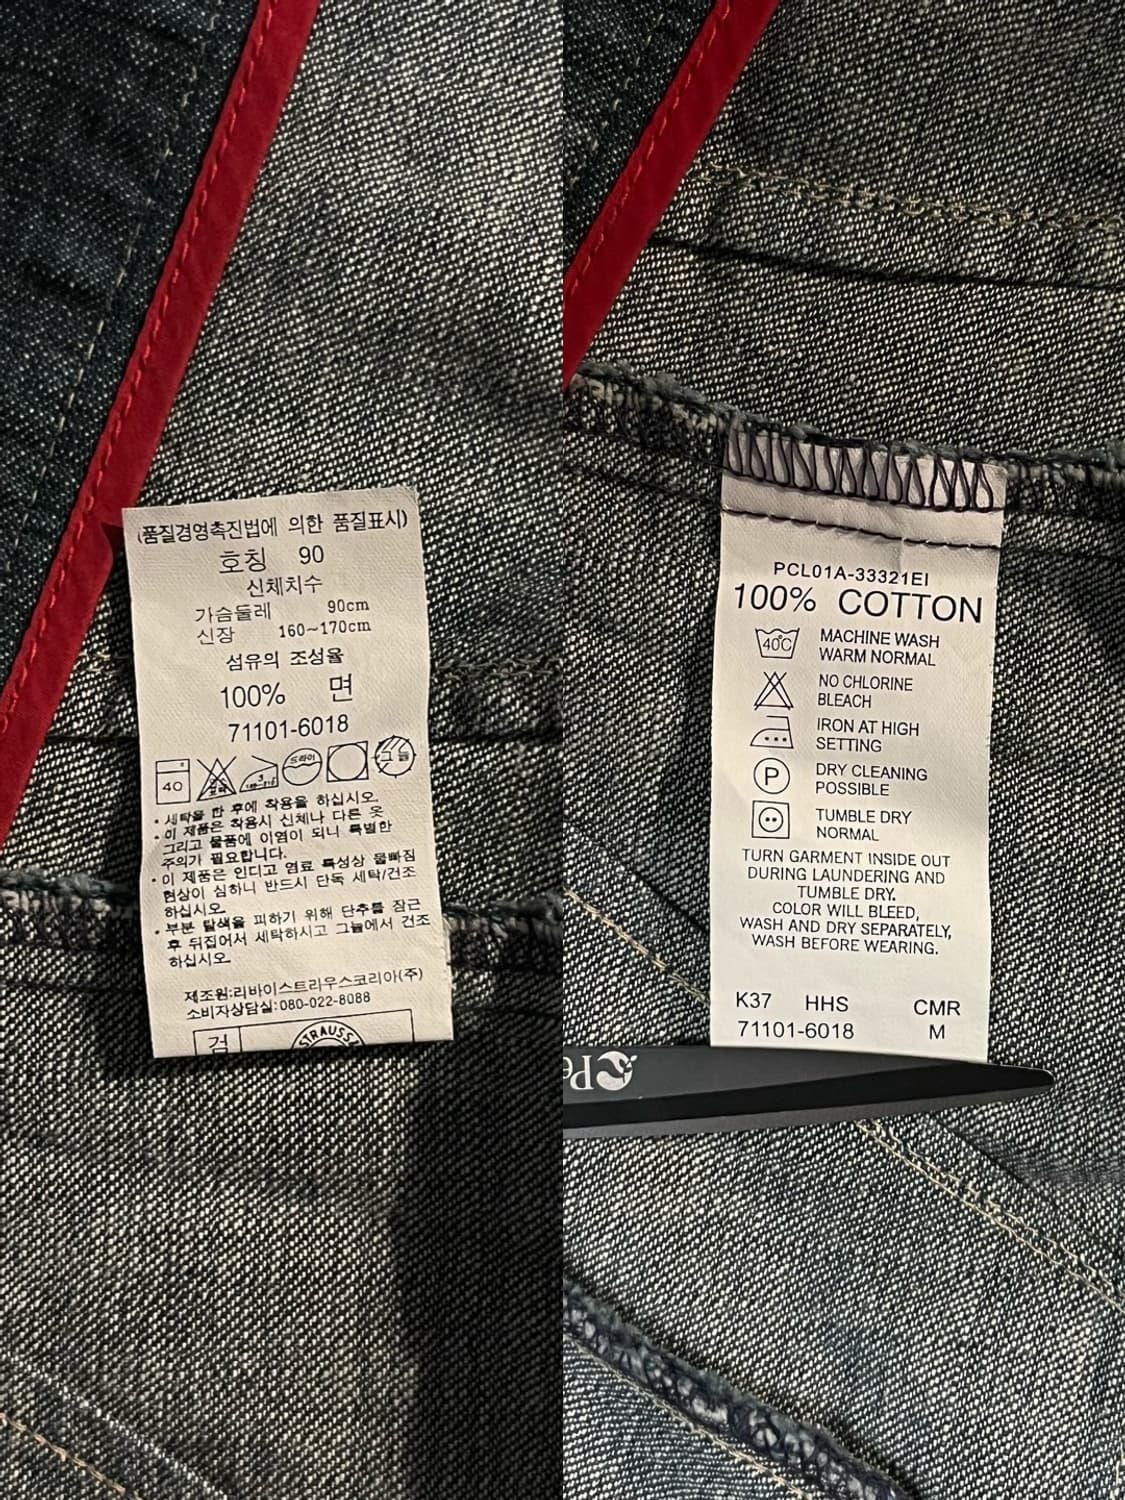 (품질경영촉진법에 의한 품질표시)
호칭 90
신체치수
가슴둘레 90cm
신장 160~170cm
섬유의 조성율
100% 면
71101-6018
40
드라이
· 세탁을 한 후에 착용을 하십시오.
· 이 제품은 착용시 신체나 다른 옷
그리고 물품에 이염이 되니 특별한
주의가 필요합니다.
· 이 제품은 인디고 염료 특성상 물빠짐
현상이 심하니 반드시 단독 세탁/건조
하십시오.
· 부분 탈색을 피하기 위해 단추를 잠근
후 뒤집어서 세탁하시고 그늘에서 건조
하십시오.
제조원:리바이스트라우스코리아(주)
소비자상담실:080-022-8088
검
STRAUSS
PCL01A-33321EI
100% COTTON
40C MACHINE WASH
WARM NORMAL
NO CHLORINE
BLEACH
IRON AT HIGH
SETTING
P DRY CLEANING
POSSIBLE
TUMBLE DRY
NORMAL
TURN GARMENT INSIDE OUT
DURING LAUNDERING AND
TUMBLE DRY.
COLOR WILL BLEED,
WASH AND DRY SEPARATELY,
WASH BEFORE WEARING.
K37 HHS CMR
71101-6018 M